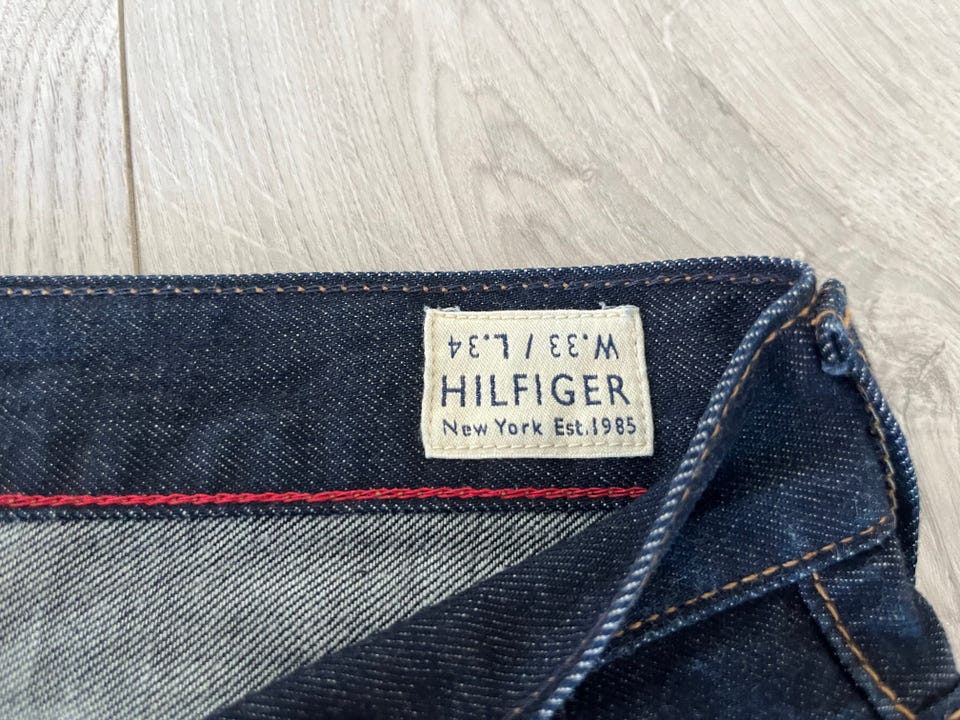 W.33 / L.34
HILFIGER
New York Est.1985